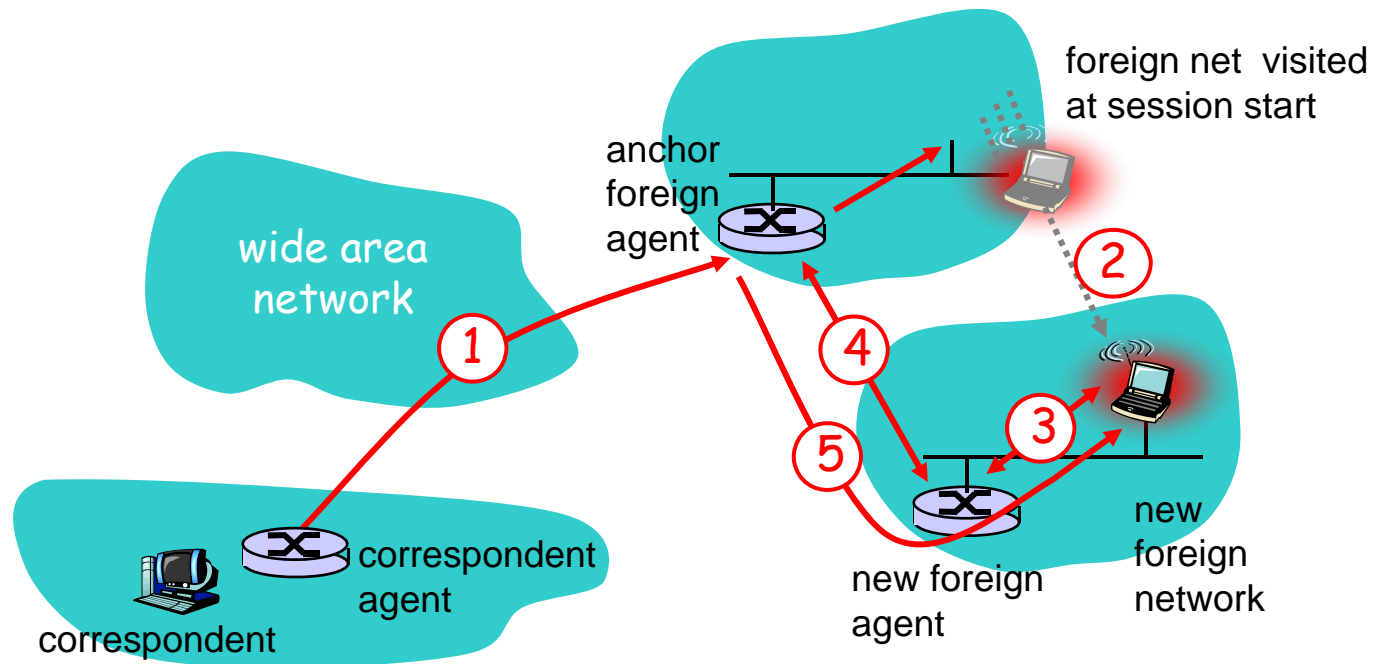 foreign net visited
at session start
anchor
foreign
agent
wide area
network
2
1
4
3
5
correspondent
agent
correspondent
new foreign
agent
new
foreign
network